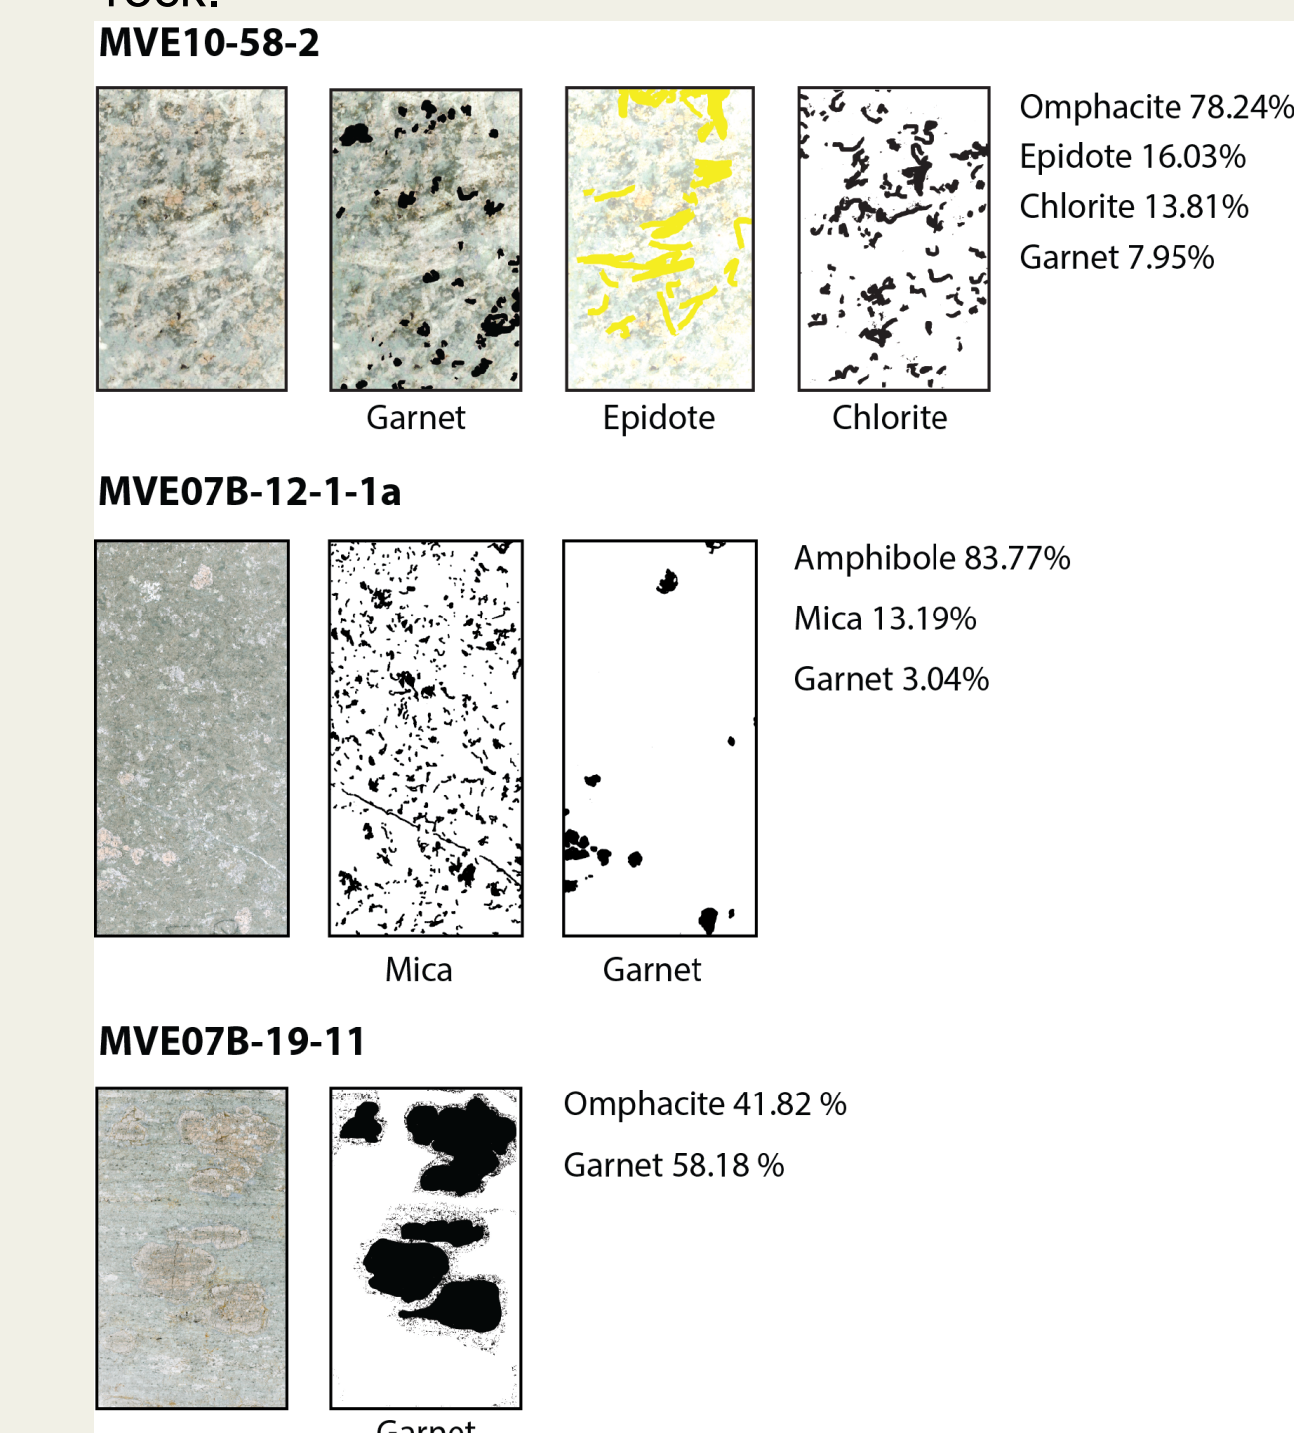 MVE10-58-2
Omphacite 78.24%
Epidote 16.03%
Chlorite 13.81%
Garnet 7.95%
Garnet
Epidote
Chlorite
MVE07B-12-1-1a
Amphibole 83.77%
Mica 13.19%
Garnet 3.04%
Mica
Garnet
MVE07B-19-11
Omphacite 41.82 %
Garnet 58.18 %
Garnet